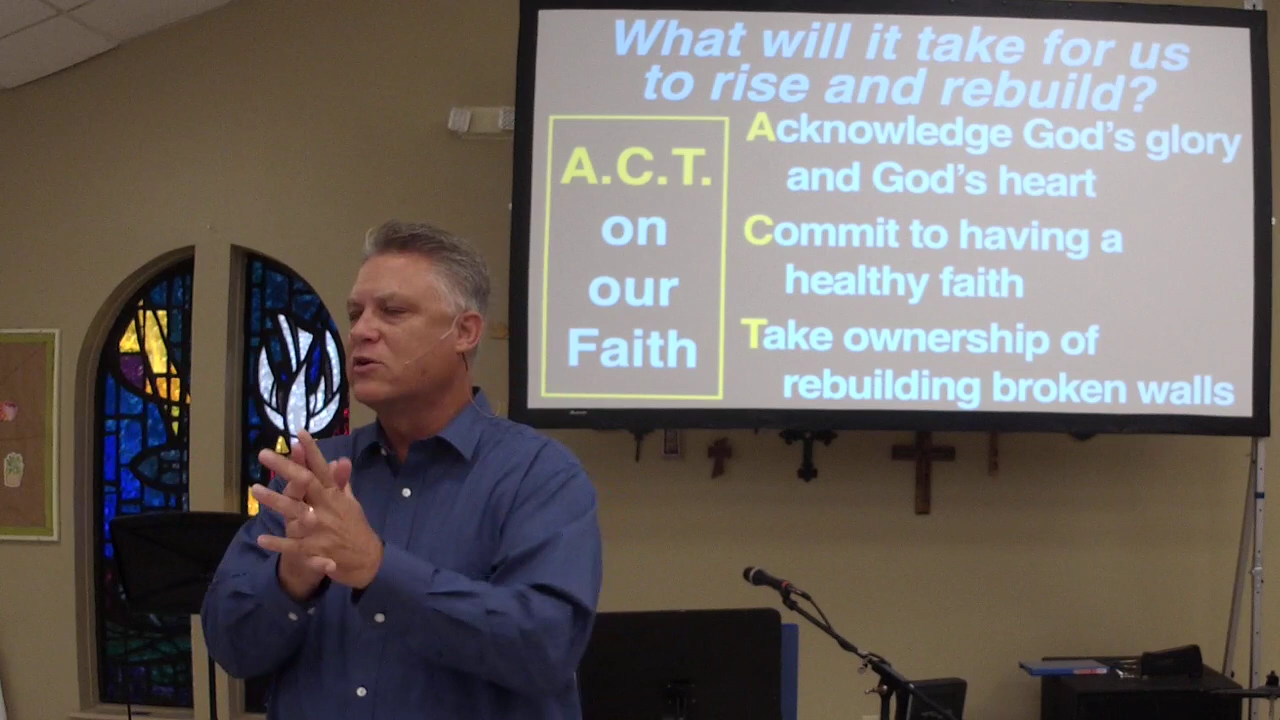 What will it take for us
to rise and rebuild?
A.C.T.
on
our
Faith
Acknowledge God's glory
and God's heart
Commit to having a
healthy faith
Take ownership of
rebuilding broken walls